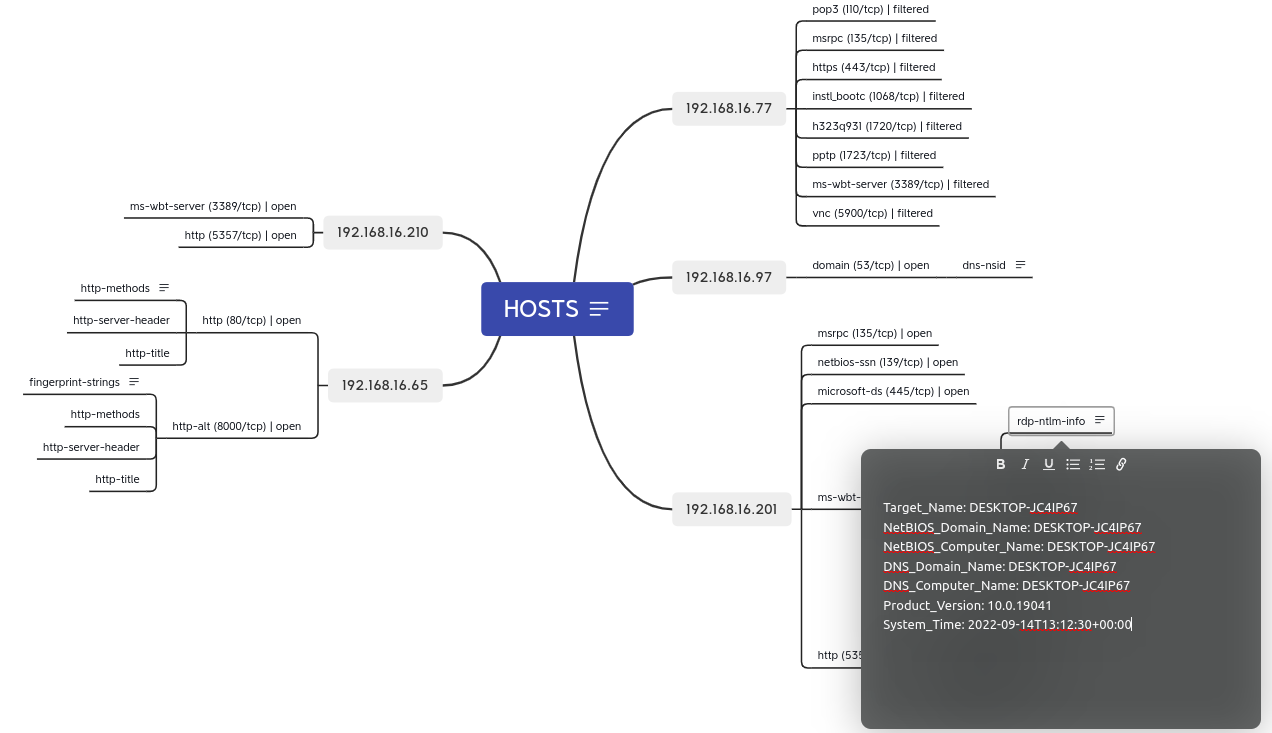 pop3 (110/tcp) | filtered
msrpc (135/tcp) | filtered
https (443/tcp) | filtered
instl_bootc (1068/tcp) | filtered
h323q931 (1720/tcp) | filtered
pptp (1723/tcp) | filtered
ms-wbt-server (3389/tcp) | filtered
vnc (5900/tcp) | filtered
192.168.16.77
ms-wbt-server (3389/tcp) | open
http (5357/tcp) | open
192.168.16.210
domain (53/tcp) | open
dns-nsid
192.168.16.97
HOSTS
http-methods
http-server-header
http-title
http (80/tcp) | open
fingerprint-strings
http-methods
http-server-header
http-title
http-alt (8000/tcp) | open
192.168.16.65
msrpc (135/tcp) | open
netbios-ssn (139/tcp) | open
microsoft-ds (445/tcp) | open
rdp-ntlm-info
ms-wbt-
http (535
192.168.16.201
B I U
Target_Name: DESKTOP-JC4IP67
NetBIOS_Domain_Name: DESKTOP-JC4IP67
NetBIOS_Computer_Name: DESKTOP-JC4IP67
DNS_Domain_Name: DESKTOP-JC4IP67
DNS_Computer_Name: DESKTOP-JC4IP67
Product_Version: 10.0.19041
System_Time: 2022-09-14T13:12:30+00:00